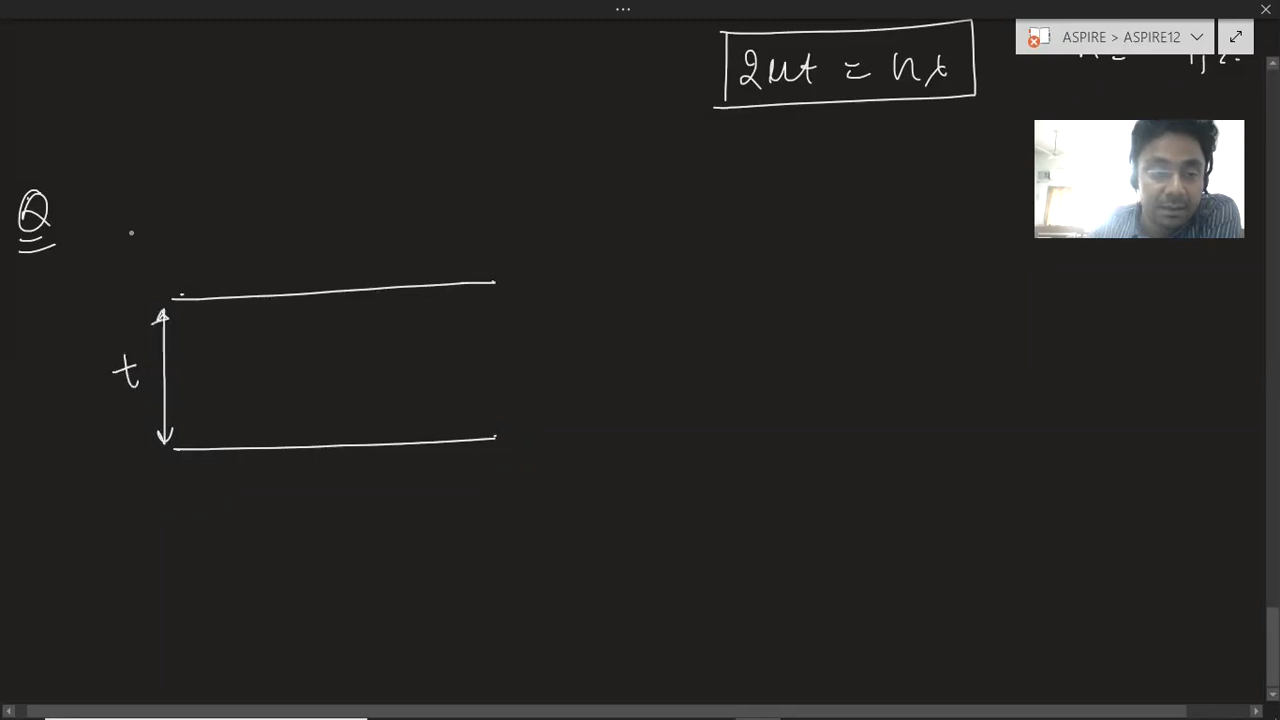 ASPIRE > ASPIRE12
2μt = nλ
Q
t